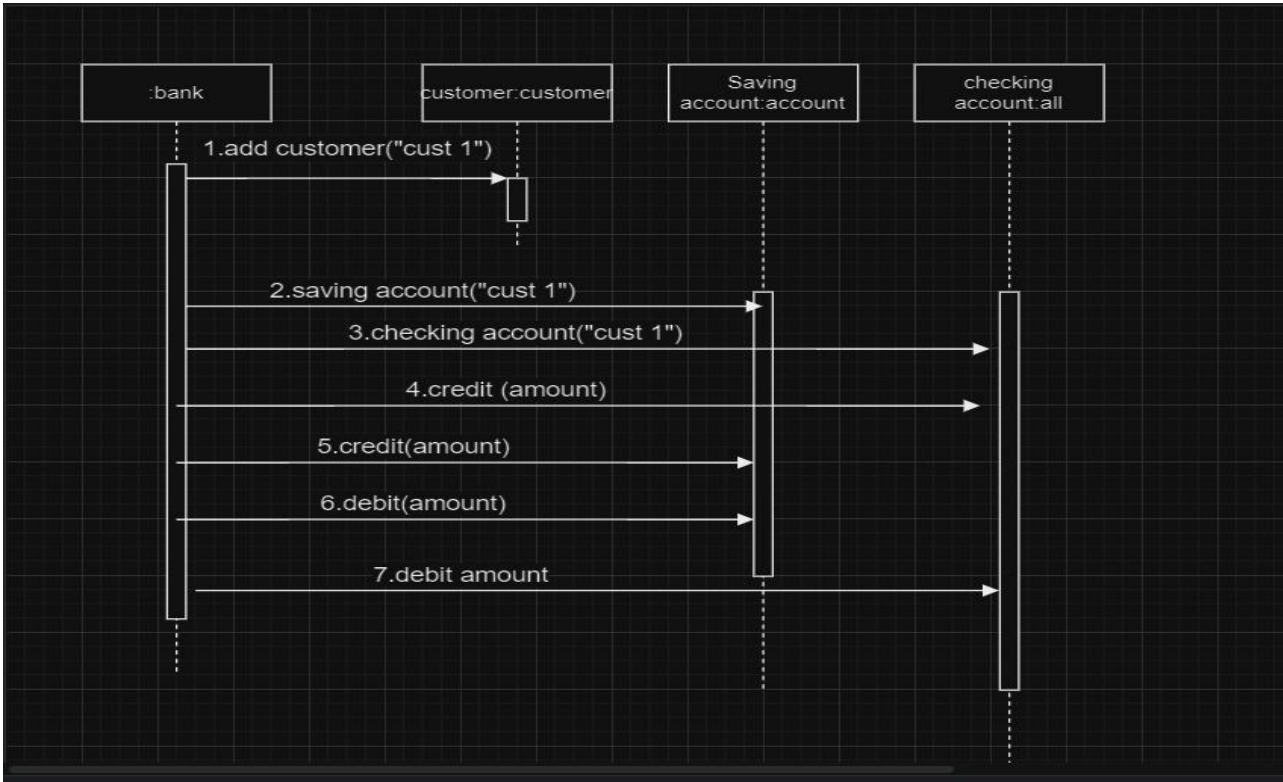 :bank
customer:customer
Saving
account:account
checking
account:all
1.add customer("cust 1")
2.saving account("cust 1")
3.checking account("cust 1")
4.credit (amount)
5.credit(amount)
6.debit(amount)
7.debit amount